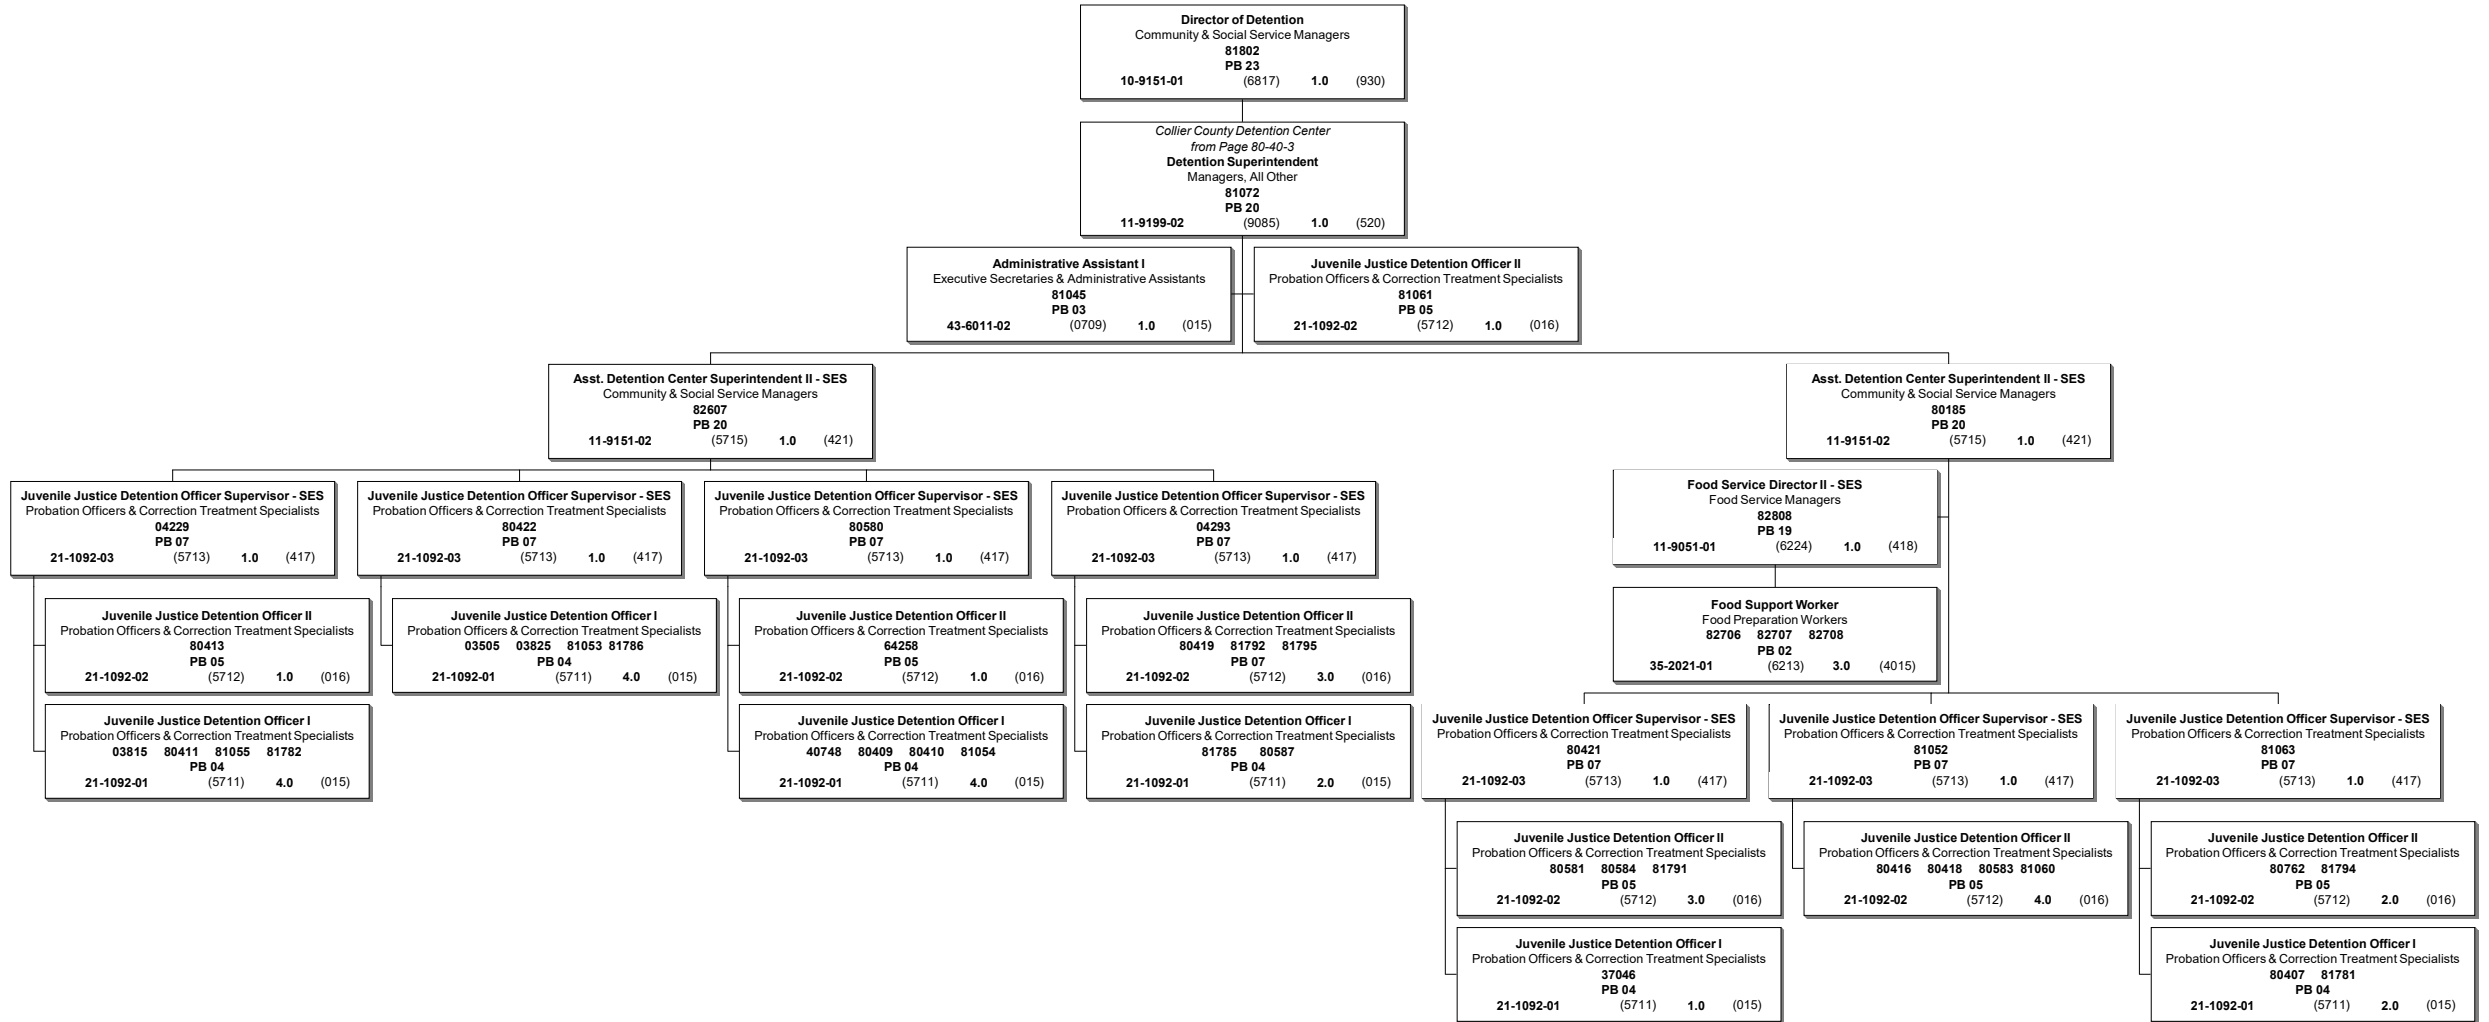 Director of Detention
Community & Social Service Managers
81802
PB 23
10-9151-01 (6817) 1.0 (930)
Collier County Detention Center
from Page 80-40-3
Detention Superintendent
Managers, All Other
81072
PB 20
11-9199-02 (9085) 1.0 (520)
Administrative Assistant I
Executive Secretaries & Administrative Assistants
81045
PB 03
43-6011-02 (0709) 1.0 (015)
Juvenile Justice Detention Officer II
Probation Officers & Correction Treatment Specialists
81061
PB 05
21-1092-02 (5712) 1.0 (016)
Asst. Detention Center Superintendent II - SES
Community & Social Service Managers
82607
PB 20
11-9151-02 (5715) 1.0 (421)
Asst. Detention Center Superintendent II - SES
Community & Social Service Managers
80185
PB 20
11-9151-02 (5715) 1.0 (421)
Juvenile Justice Detention Officer Supervisor - SES
Probation Officers & Correction Treatment Specialists
04229
PB 07
21-1092-03 (5713) 1.0 (417)
Juvenile Justice Detention Officer Supervisor - SES
Probation Officers & Correction Treatment Specialists
80422
PB 07
21-1092-03 (5713) 1.0 (417)
Juvenile Justice Detention Officer Supervisor - SES
Probation Officers & Correction Treatment Specialists
80580
PB 07
21-1092-03 (5713) 1.0 (417)
Juvenile Justice Detention Officer Supervisor - SES
Probation Officers & Correction Treatment Specialists
04293
PB 07
21-1092-03 (5713) 1.0 (417)
Food Service Director II - SES
Food Service Managers
82808
PB 19
11-9051-01 (6224) 1.0 (418)
Juvenile Justice Detention Officer II
Probation Officers & Correction Treatment Specialists
80413
PB 05
21-1092-02 (5712) 1.0 (016)
Juvenile Justice Detention Officer I
Probation Officers & Correction Treatment Specialists
03505 03825 81053 81786
PB 04
21-1092-01 (5711) 4.0 (015)
Juvenile Justice Detention Officer II
Probation Officers & Correction Treatment Specialists
64258
PB 05
21-1092-02 (5712) 1.0 (016)
Juvenile Justice Detention Officer II
Probation Officers & Correction Treatment Specialists
80419 81792 81795
PB 07
21-1092-02 (5712) 3.0 (016)
Food Support Worker
Food Preparation Workers
82706 82707 82708
PB 02
35-2021-01 (6213) 3.0 (4015)
Juvenile Justice Detention Officer I
Probation Officers & Correction Treatment Specialists
03815 80411 81055 81782
PB 04
21-1092-01 (5711) 4.0 (015)
Juvenile Justice Detention Officer I
Probation Officers & Correction Treatment Specialists
40748 80409 80410 81054
PB 04
21-1092-01 (5711) 4.0 (015)
Juvenile Justice Detention Officer I
Probation Officers & Correction Treatment Specialists
81785 80587
PB 04
21-1092-01 (5711) 2.0 (015)
Juvenile Justice Detention Officer Supervisor - SES
Probation Officers & Correction Treatment Specialists
80421
PB 07
21-1092-03 (5713) 1.0 (417)
Juvenile Justice Detention Officer Supervisor - SES
Probation Officers & Correction Treatment Specialists
81052
PB 07
21-1092-03 (5713) 1.0 (417)
Juvenile Justice Detention Officer Supervisor - SES
Probation Officers & Correction Treatment Specialists
81063
PB 07
21-1092-03 (5713) 1.0 (417)
Juvenile Justice Detention Officer II
Probation Officers & Correction Treatment Specialists
80581 80584 81791
PB 05
21-1092-02 (5712) 3.0 (016)
Juvenile Justice Detention Officer II
Probation Officers & Correction Treatment Specialists
80416 80418 80583 81060
PB 05
21-1092-02 (5712) 4.0 (016)
Juvenile Justice Detention Officer II
Probation Officers & Correction Treatment Specialists
80762 81794
PB 05
21-1092-02 (5712) 2.0 (016)
Juvenile Justice Detention Officer I
Probation Officers & Correction Treatment Specialists
37046
PB 04
21-1092-01 (5711) 1.0 (015)
Juvenile Justice Detention Officer I
Probation Officers & Correction Treatment Specialists
80407 81781
PB 04
21-1092-01 (5711) 2.0 (015)